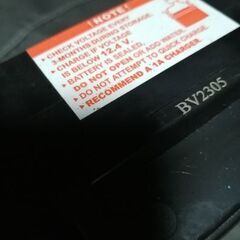 !NOTE!
CHECK VOLTAGE EVERY
3 MONTHS DURING STORAGE.
CHARGE IF VOLTAGE
IS BELOW 12.4 V.
BATTERY IS SEALED.
DO NOT OPEN OR ADD WATER.
DO NOT ATTEMPT TO QUICK CHARGE.
RECOMMEND A 1A CHARGER.
BV2305